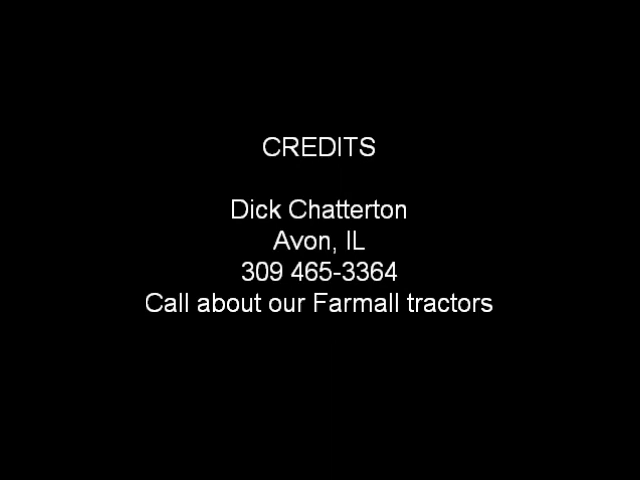 CREDITS
Dick Chatterton
Avon, IL
309 465-3364
Call about our Farmall tractors